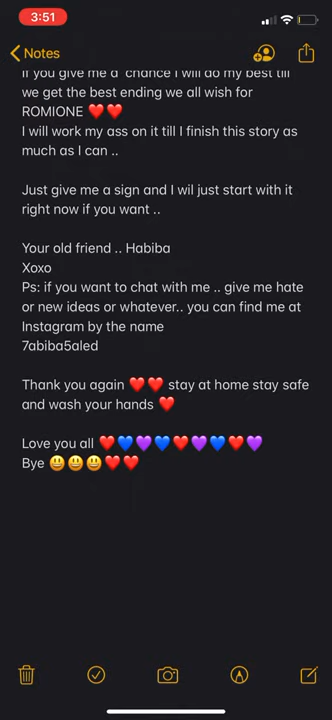 3:51
Notes
If you give me a chance I will do my best till
we get the best ending we all wish for
ROMIONE ❤️❤️
I will work my ass on it till I finish this story as
much as I can ..
Just give me a sign and I wil just start with it
right now if you want ..
Your old friend .. Habiba
Xoxo
Ps: if you want to chat with me .. give me hate
or new ideas or whatever.. you can find me at
Instagram by the name
7abiba5aled
Thank you again ❤️❤️ stay at home stay safe
and wash your hands ❤️
Love you all ❤️💙💜💙❤️💜💙❤️💜
Bye 😃😃😃❤️❤️